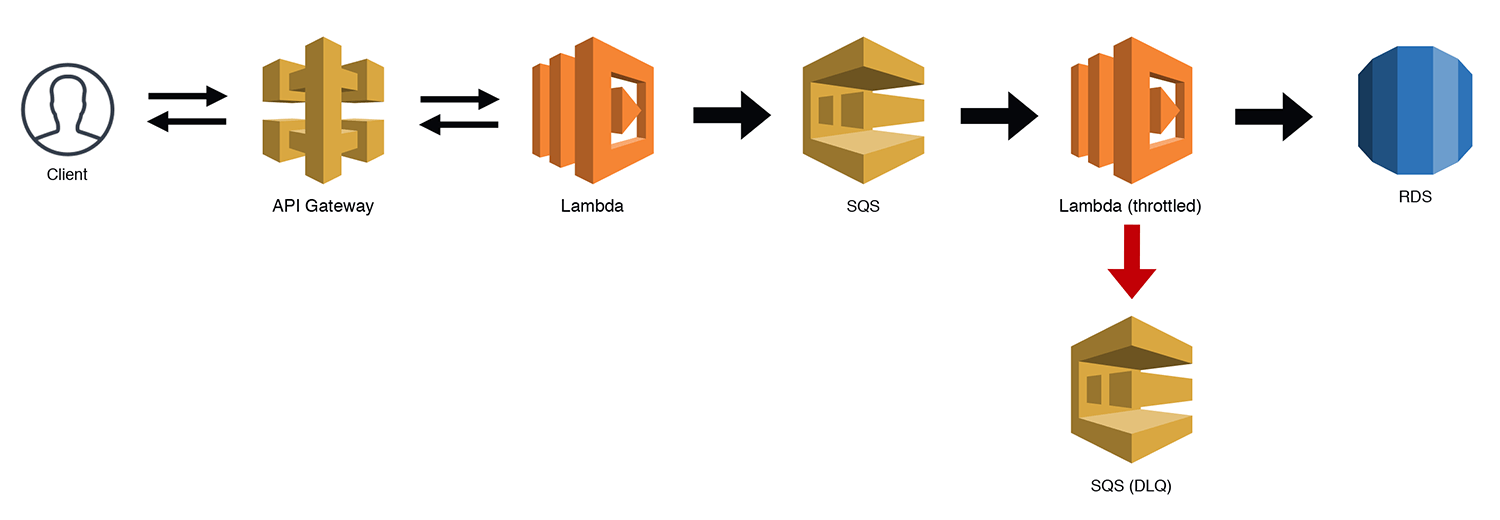 Client
API Gateway
Lambda
SQS
Lambda (throttled)
RDS
SQS (DLQ)